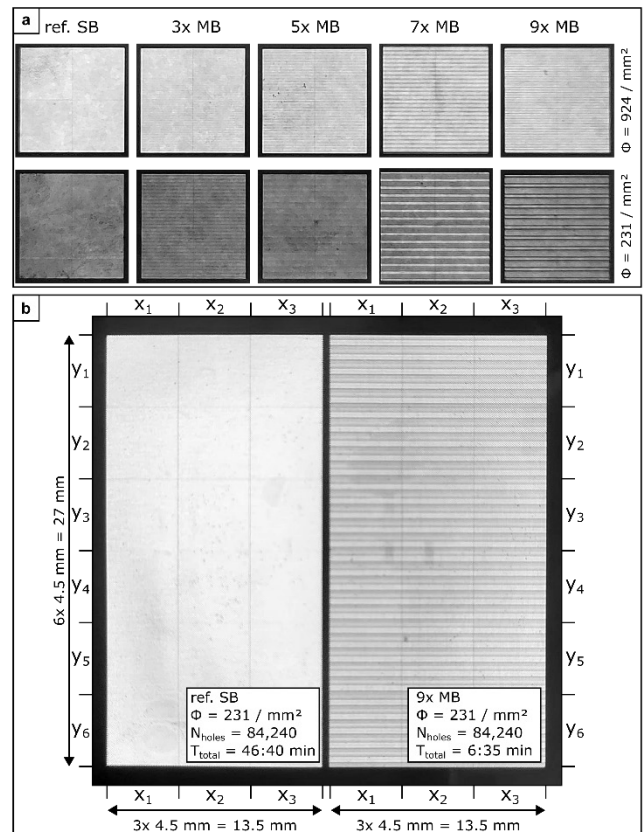 a
ref. SB 3x MB 5x MB 7x MB 9x MB
Φ = 924 / mm²
Φ = 231 / mm²
b
x₁ x₂ x₃ x₁ x₂ x₃
y₁ y₁
y₂ y₂
y₃ y₃
y₄ y₄
y₅ y₅
y₆ y₆
6x 4.5 mm = 27 mm
ref. SB
Φ = 231 / mm²
Nholes = 84,240
Ttotal = 46:40 min
9x MB
Φ = 231 / mm²
Nholes = 84,240
Ttotal = 6:35 min
x₁ x₂ x₃ x₁ x₂ x₃
3x 4.5 mm = 13.5 mm 3x 4.5 mm = 13.5 mm